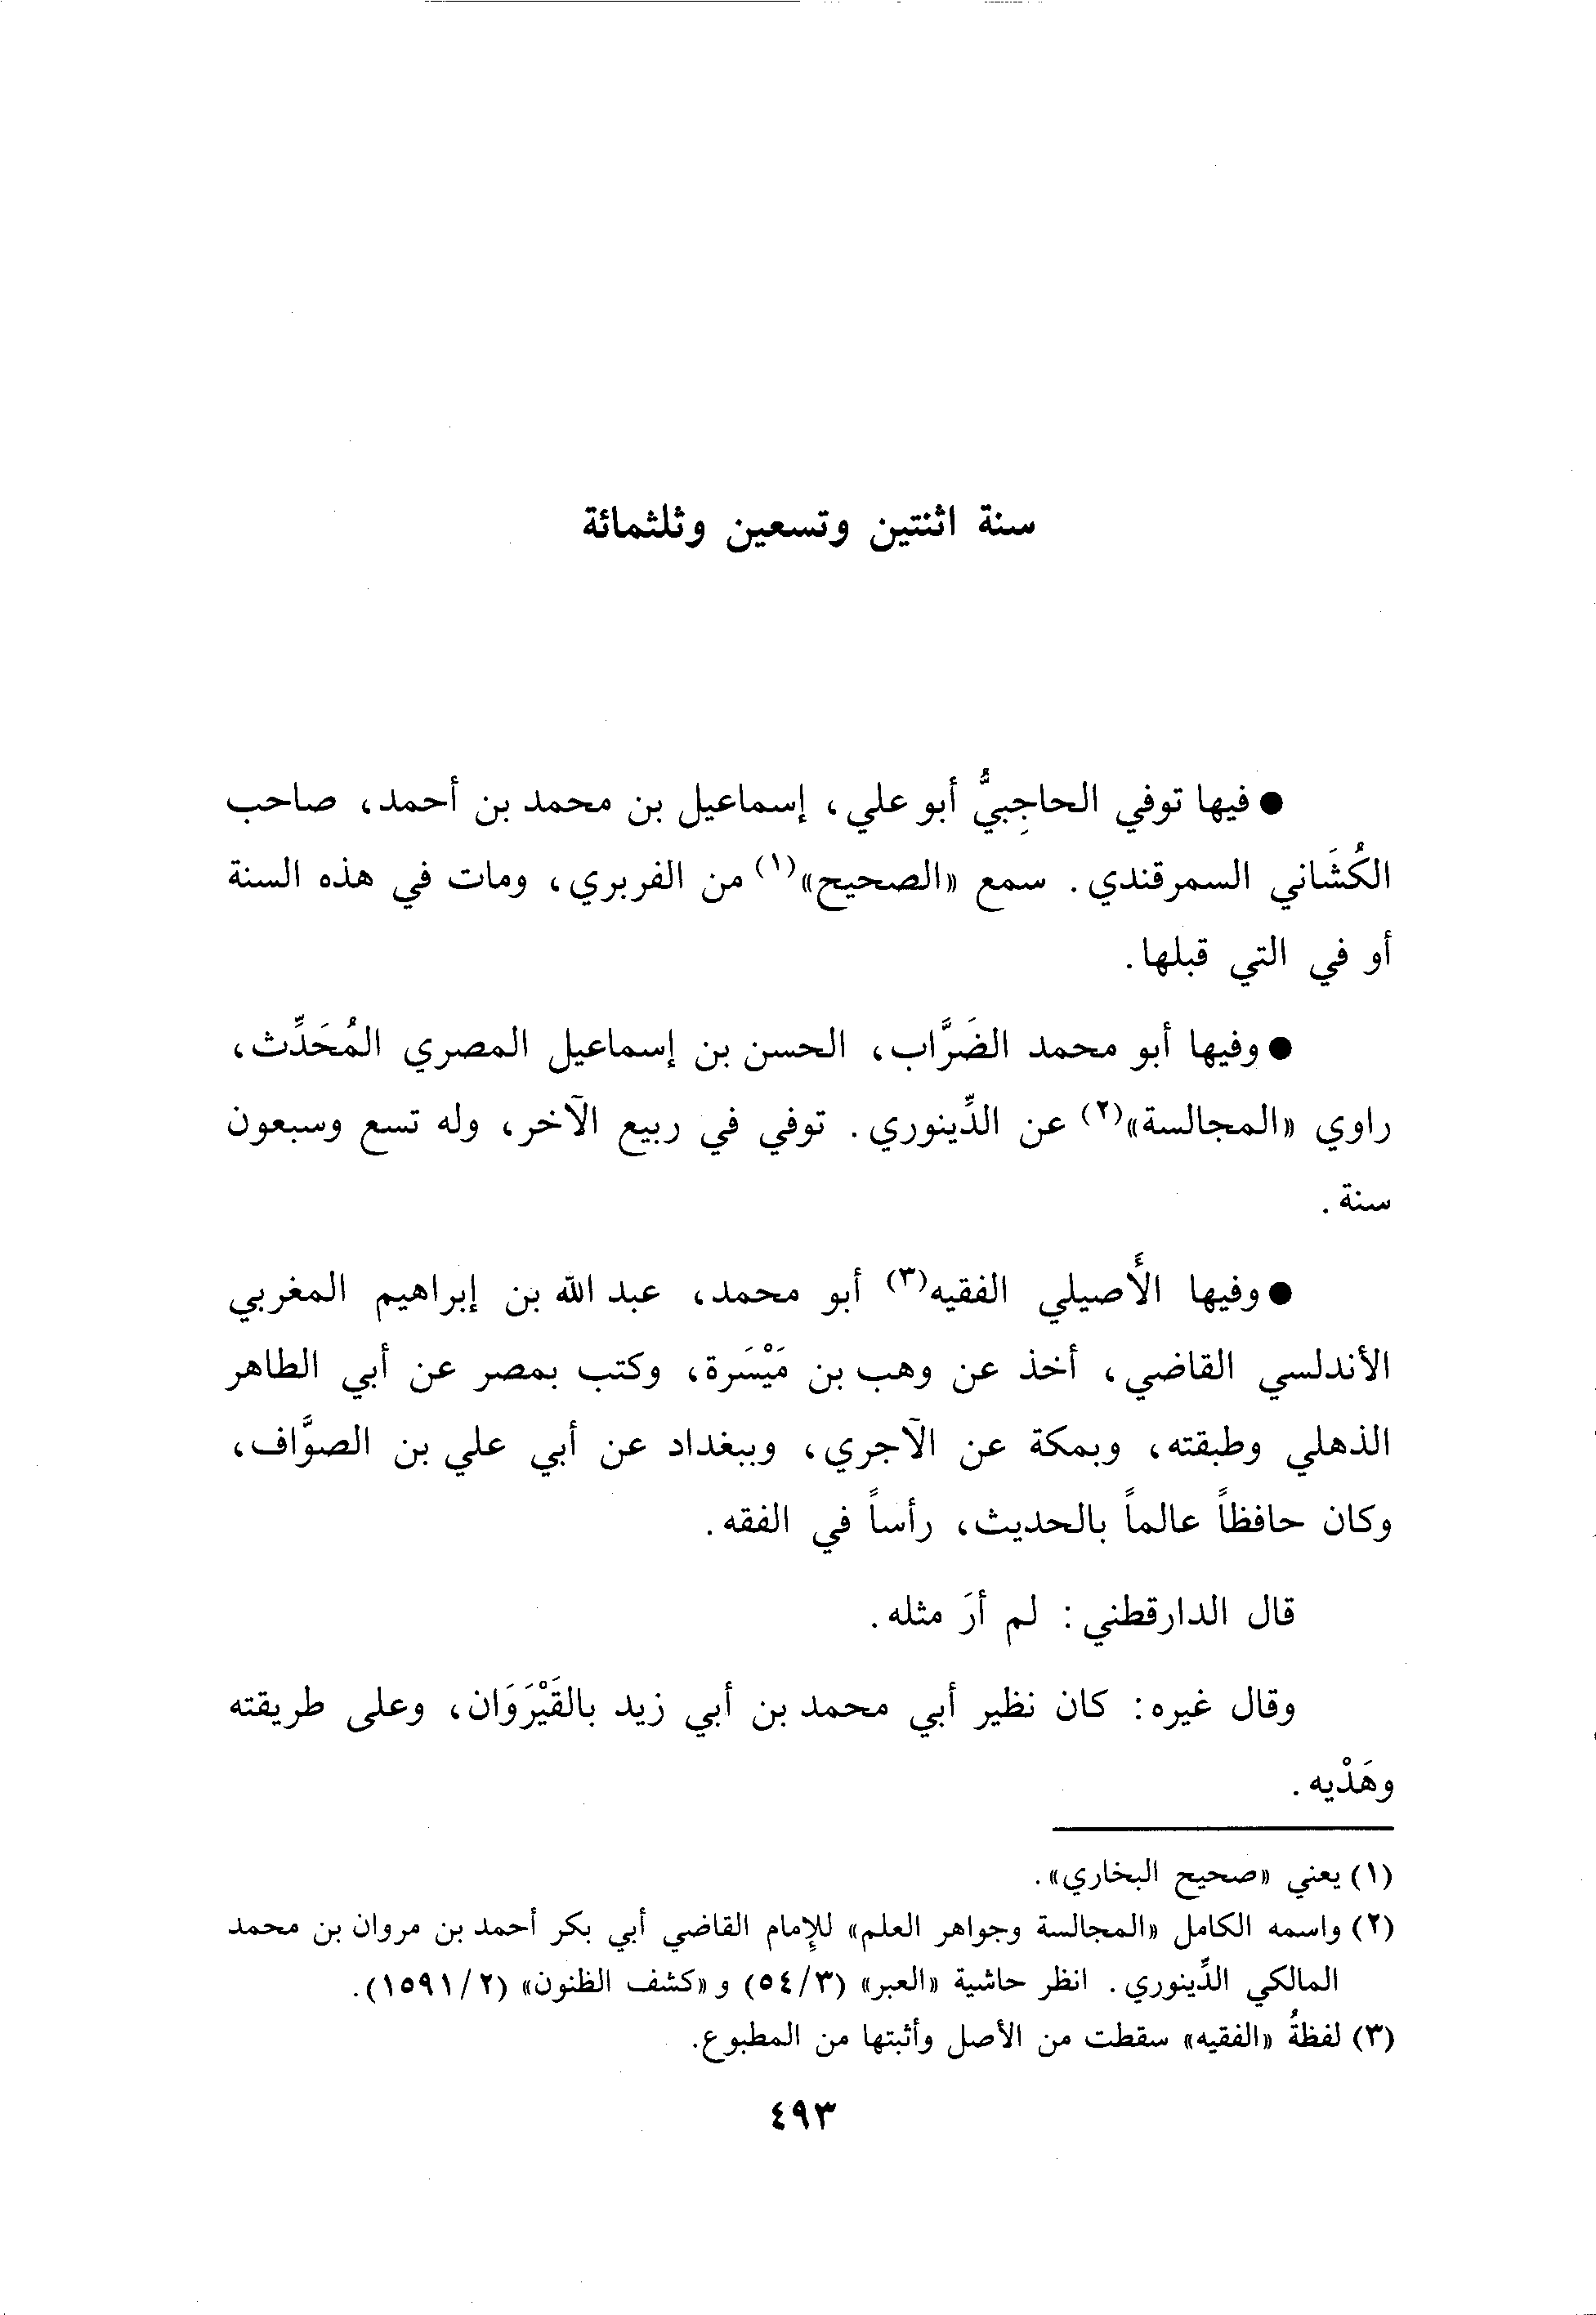 سنة اثنتين وتسعين وثلثمائة
● فيها توفي الحاجِبيُّ أبو علي، إسماعيل بن محمد بن أحمد، صاحب
الكُشَاني السمرقندي. سمع «الصحيح»(١) من الفربري، ومات في هذه السنة
أو في التي قبلها.
● وفيها أبو محمد الضَرَّاب، الحسن بن إسماعيل المصري المُحَدِّث،
راوي «المجالسة»(٢) عن الدِّينوري. توفي في ربيع الآخر، وله تسع وسبعون
سنة.
● وفيها الأَصيلي الفقيه(٣) أبو محمد، عبد الله بن إبراهيم المغربي
الأندلسي القاضي، أخذ عن وهب بن مَيْسَرة، وكتب بمصر عن أبي الطاهر
الذهلي وطبقته، وبمكة عن الآجري، وببغداد عن أبي علي بن الصوَّاف،
وكان حافظاً عالماً بالحديث، رأساً في الفقه.
قال الدارقطني: لم أرَ مثله.
وقال غيره: كان نظير أبي محمد بن أبي زيد بالقَيْرَوَان، وعلى طريقته
وهَدْيه.
(١) يعني «صحيح البخاري».
(٢) واسمه الكامل «المجالسة وجواهر العلم» للإمام القاضي أبي بكر أحمد بن مروان بن محمد
المالكي الدِّينوري. انظر حاشية «العبر» (٥٤/٣) و«كشف الظنون» (١٥٩١/٢).
(٣) لفظةُ «الفقيه» سقطت من الأصل وأثبتها من المطبوع.
٤٩٣